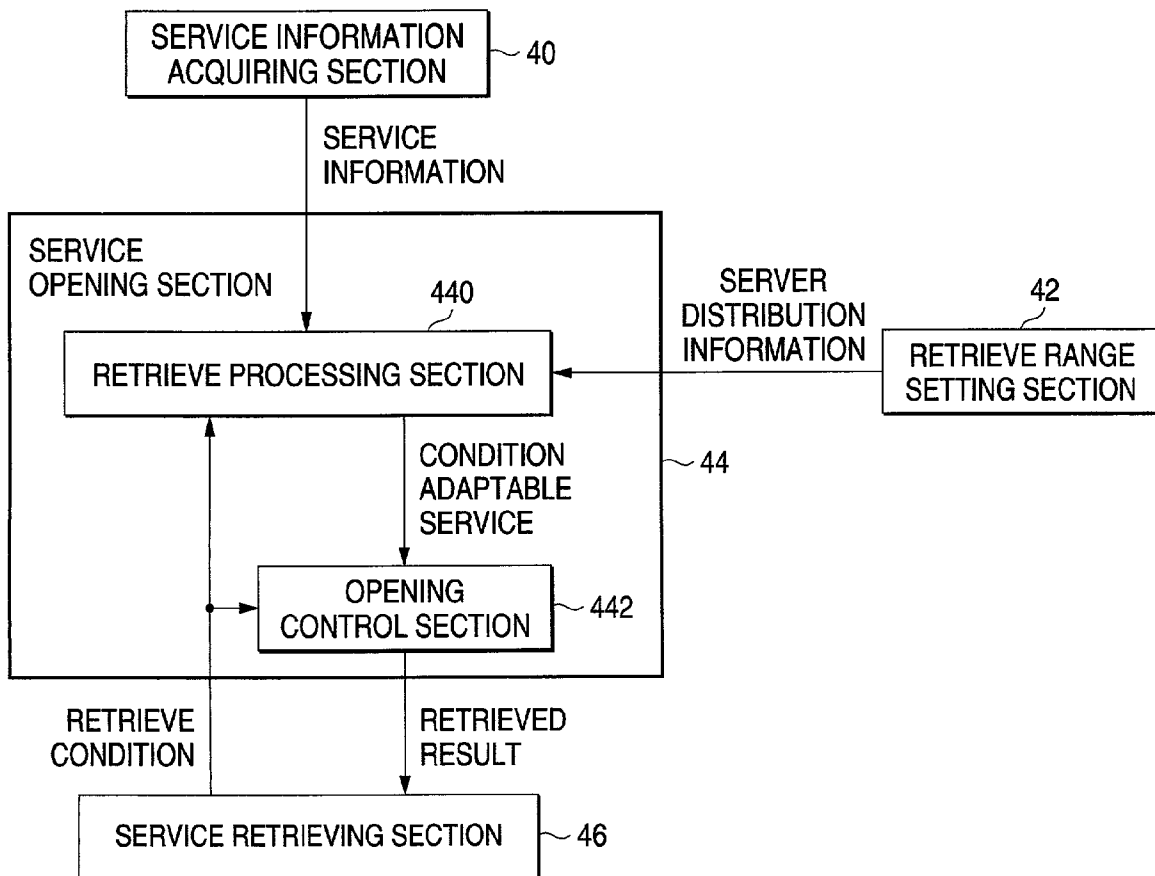 SERVICE INFORMATION
ACQUIRING SECTION
40
SERVICE
INFORMATION
SERVICE
OPENING SECTION
440
RETRIEVE PROCESSING SECTION
SERVER
DISTRIBUTION
INFORMATION
42
RETRIEVE RANGE
SETTING SECTION
CONDITION
ADAPTABLE
SERVICE
44
OPENING
CONTROL SECTION
442
RETRIEVE
CONDITION
RETRIEVED
RESULT
SERVICE RETRIEVING SECTION
46